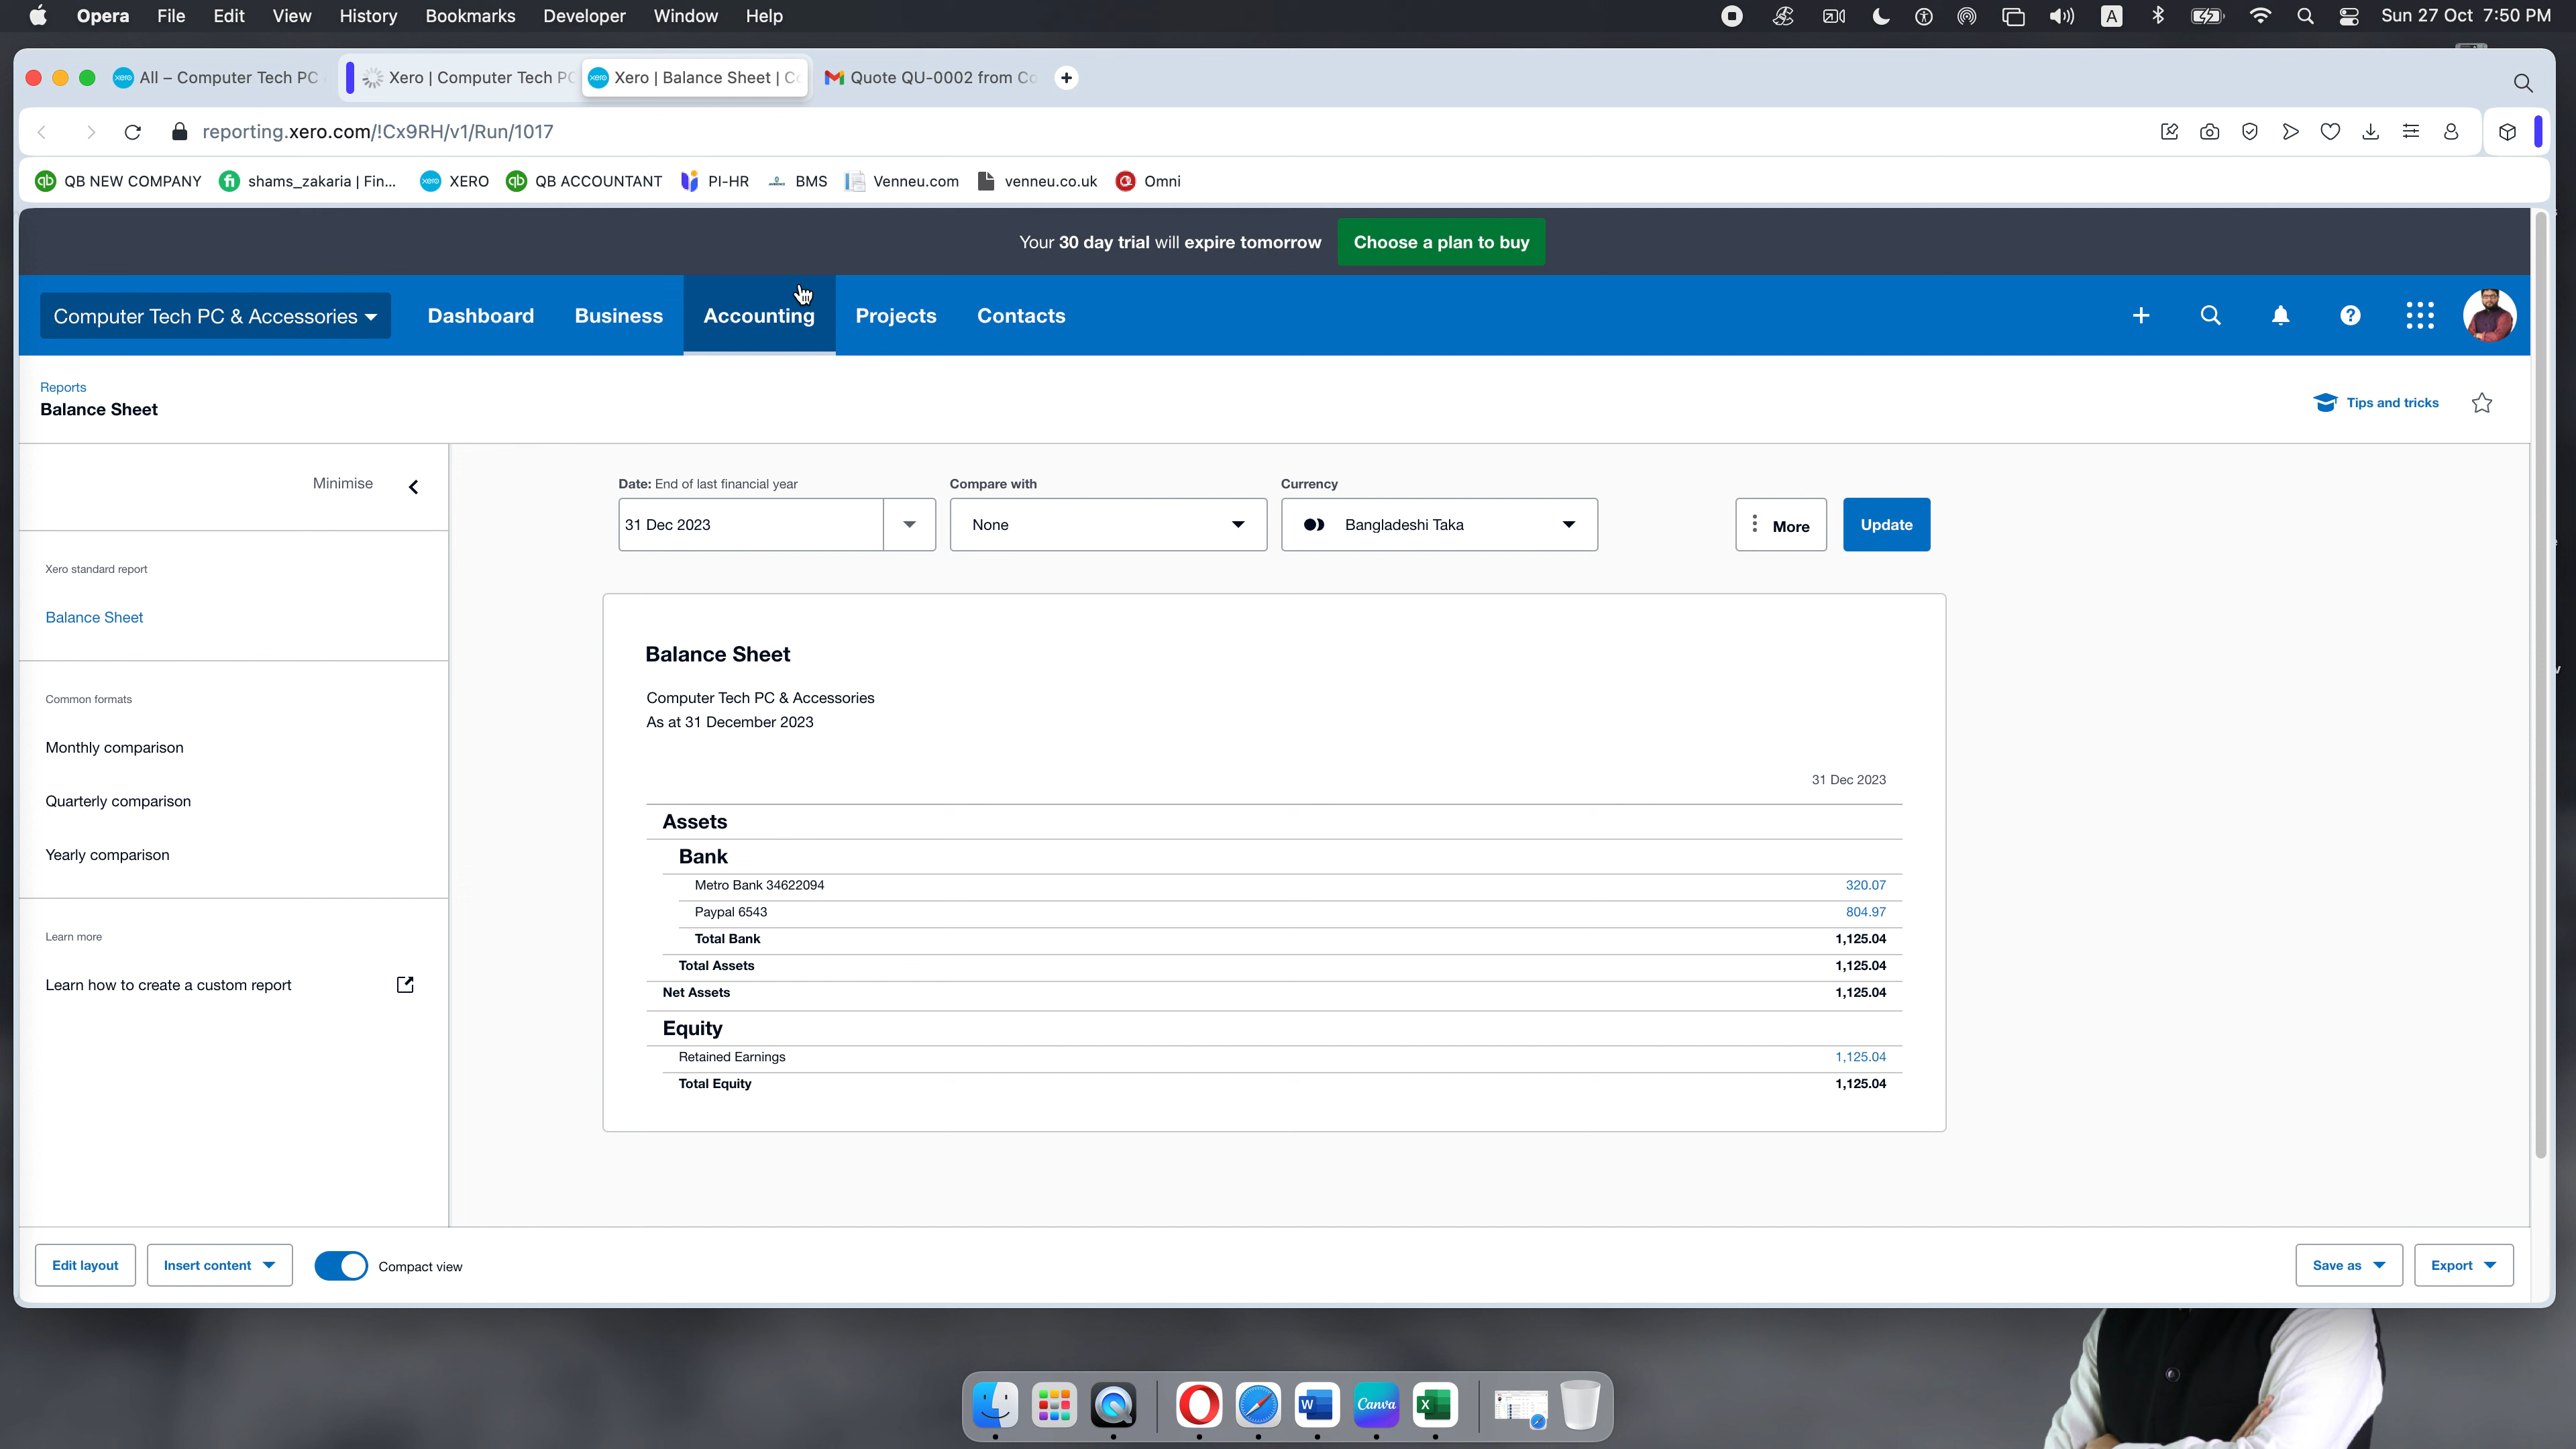 Opera File Edit View History Bookmarks Developer Window Help
A Sun 27 Oct 7:50 PM
xero All – Computer Tech PC
Xero | Computer Tech PC
xero Xero | Balance Sheet | Co
Quote QU-0002 from Co
reporting.xero.com/!Cx9RH/v1/Run/1017
qb QB NEW COMPANY
fi shams_zakaria | Fin...
xero XERO
qb QB ACCOUNTANT
PI-HR
BMS
Venneu.com
venneu.co.uk
Omni
Your 30 day trial will expire tomorrow
Choose a plan to buy
Computer Tech PC & Accessories
Dashboard
Business
Accounting
Projects
Contacts
Reports
Balance Sheet
Tips and tricks
Minimise
Xero standard report
Balance Sheet
Common formats
Monthly comparison
Quarterly comparison
Yearly comparison
Learn more
Learn how to create a custom report
Date: End of last financial year
31 Dec 2023
Compare with
None
Currency
Bangladeshi Taka
More
Update
Balance Sheet
Computer Tech PC & Accessories
As at 31 December 2023
31 Dec 2023
Assets
Bank
Metro Bank 34622094 320.07
Paypal 6543 804.97
Total Bank 1,125.04
Total Assets 1,125.04
Net Assets 1,125.04
Equity
Retained Earnings 1,125.04
Total Equity 1,125.04
Edit layout
Insert content
Compact view
Save as
Export
W
Canva
X